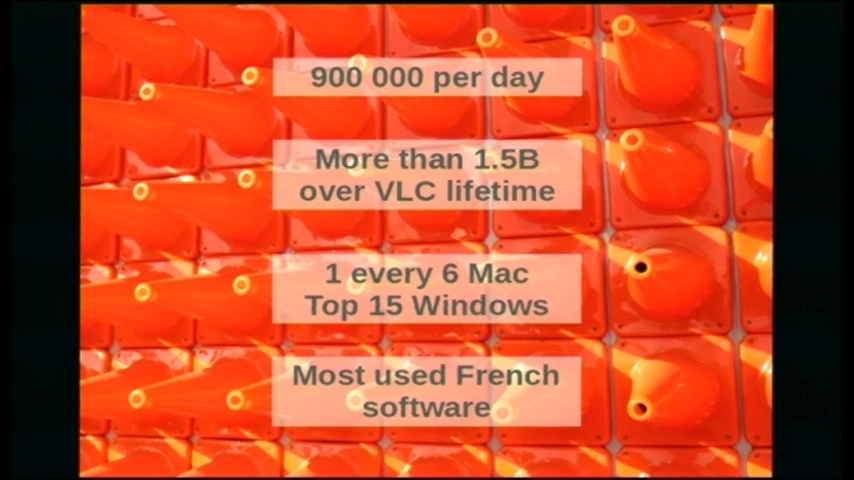 900 000 per day
More than 1.5B
over VLC lifetime
1 every 6 Mac
Top 15 Windows
Most used French
software